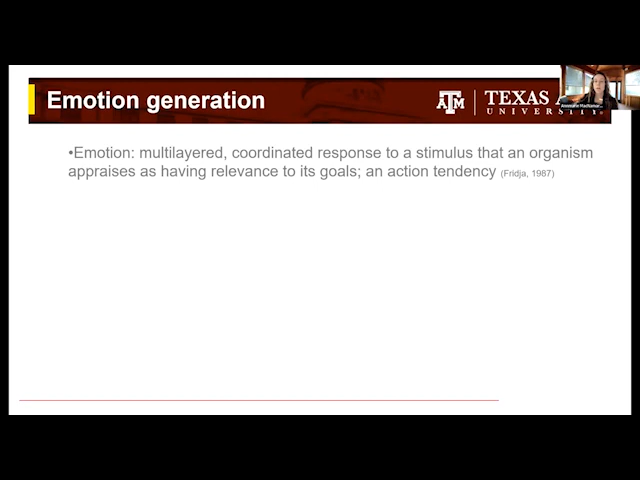 Emotion generation
ĀM TEXAS A
UNIVERSITY
•Emotion: multilayered, coordinated response to a stimulus that an organism
appraises as having relevance to its goals; an action tendency (Fridja, 1987)